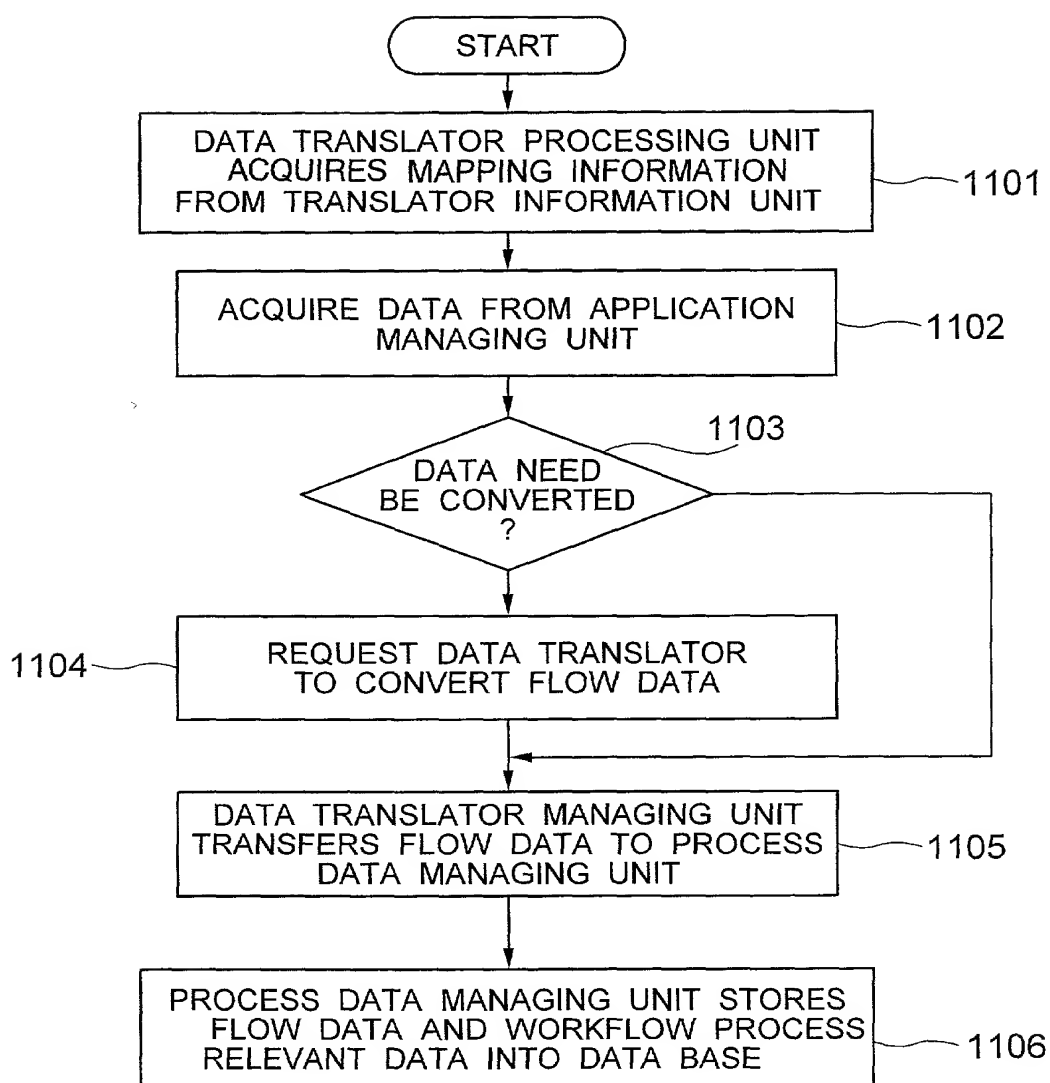 START
DATA TRANSLATOR PROCESSING UNIT
ACQUIRES MAPPING INFORMATION
FROM TRANSLATOR INFORMATION UNIT
1101
ACQUIRE DATA FROM APPLICATION
MANAGING UNIT
1102
1103
DATA NEED
BE CONVERTED
?
1104
REQUEST DATA TRANSLATOR
TO CONVERT FLOW DATA
DATA TRANSLATOR MANAGING UNIT
TRANSFERS FLOW DATA TO PROCESS
DATA MANAGING UNIT
1105
PROCESS DATA MANAGING UNIT STORES
FLOW DATA AND WORKFLOW PROCESS
RELEVANT DATA INTO DATA BASE
1106